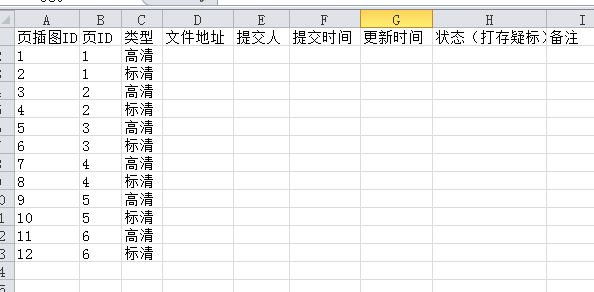 A B C D E F G H I
页插图ID 页ID 类型 文件地址 提交人 提交时间 更新时间 状态（打存疑标） 备注
1 1 高清
2 1 标清
3 2 高清
4 2 标清
5 3 高清
6 3 标清
7 4 高清
8 4 标清
9 5 高清
10 5 标清
11 6 高清
12 6 标清